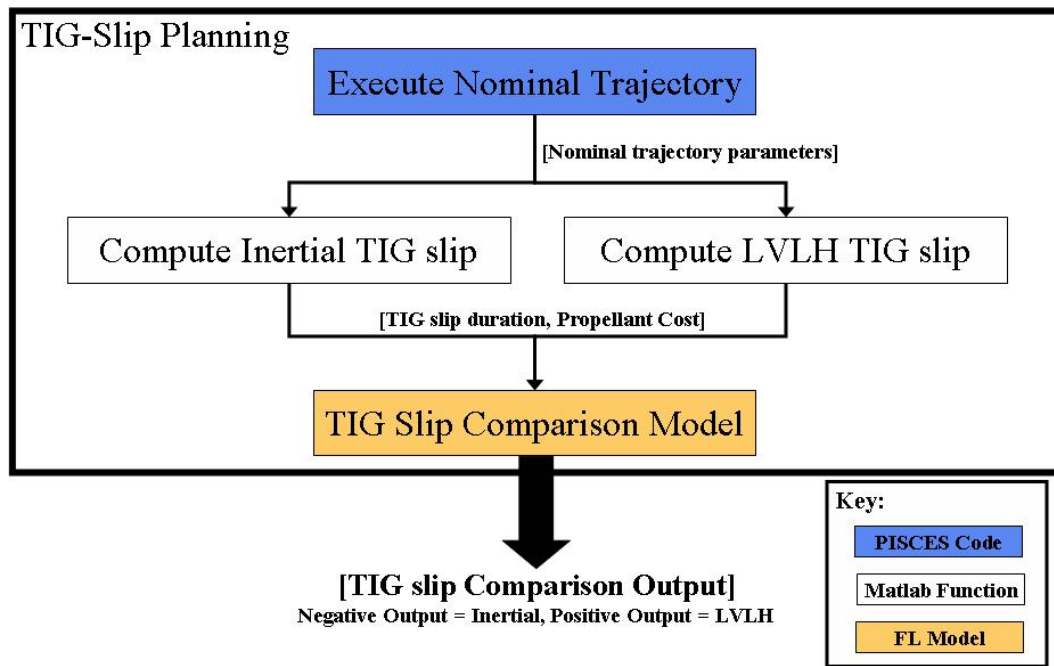 TIG-Slip Planning
Execute Nominal Trajectory
[Nominal trajectory parameters]
Compute Inertial TIG slip
Compute LVLH TIG slip
[TIG slip duration, Propellant Cost]
TIG Slip Comparison Model
[TIG slip Comparison Output]
Negative Output = Inertial, Positive Output = LVLH
Key:
PISCES Code
Matlab Function
FL Model